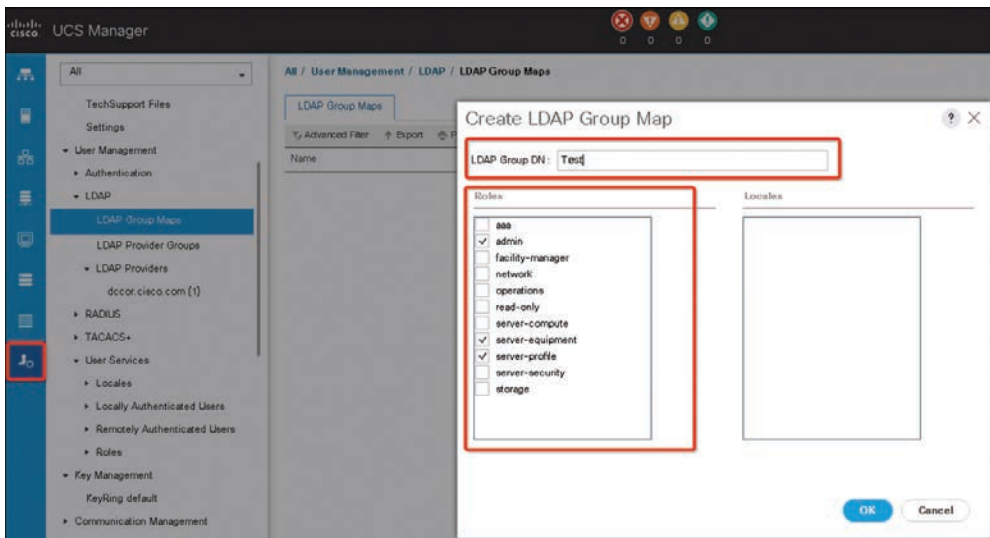 cisco UCS Manager
0 0 0 0
All
TechSupport Files
Settings
User Management
Authentication
LDAP
LDAP Group Maps
LDAP Provider Groups
LDAP Providers
dccor.cisco.com (1)
RADIUS
TACACS+
User Services
Locales
Locally Authenticated Users
Remotely Authenticated Users
Roles
Key Management
KeyRing default
Communication Management
All / User Management / LDAP / LDAP Group Maps
LDAP Group Maps
Advanced Filter Export P
Name
Create LDAP Group Map
? ×
LDAP Group DN : Test
Roles
aaa
admin
facility-manager
network
operations
read-only
server-compute
server-equipment
server-profile
server-security
storage
Locales
OK Cancel